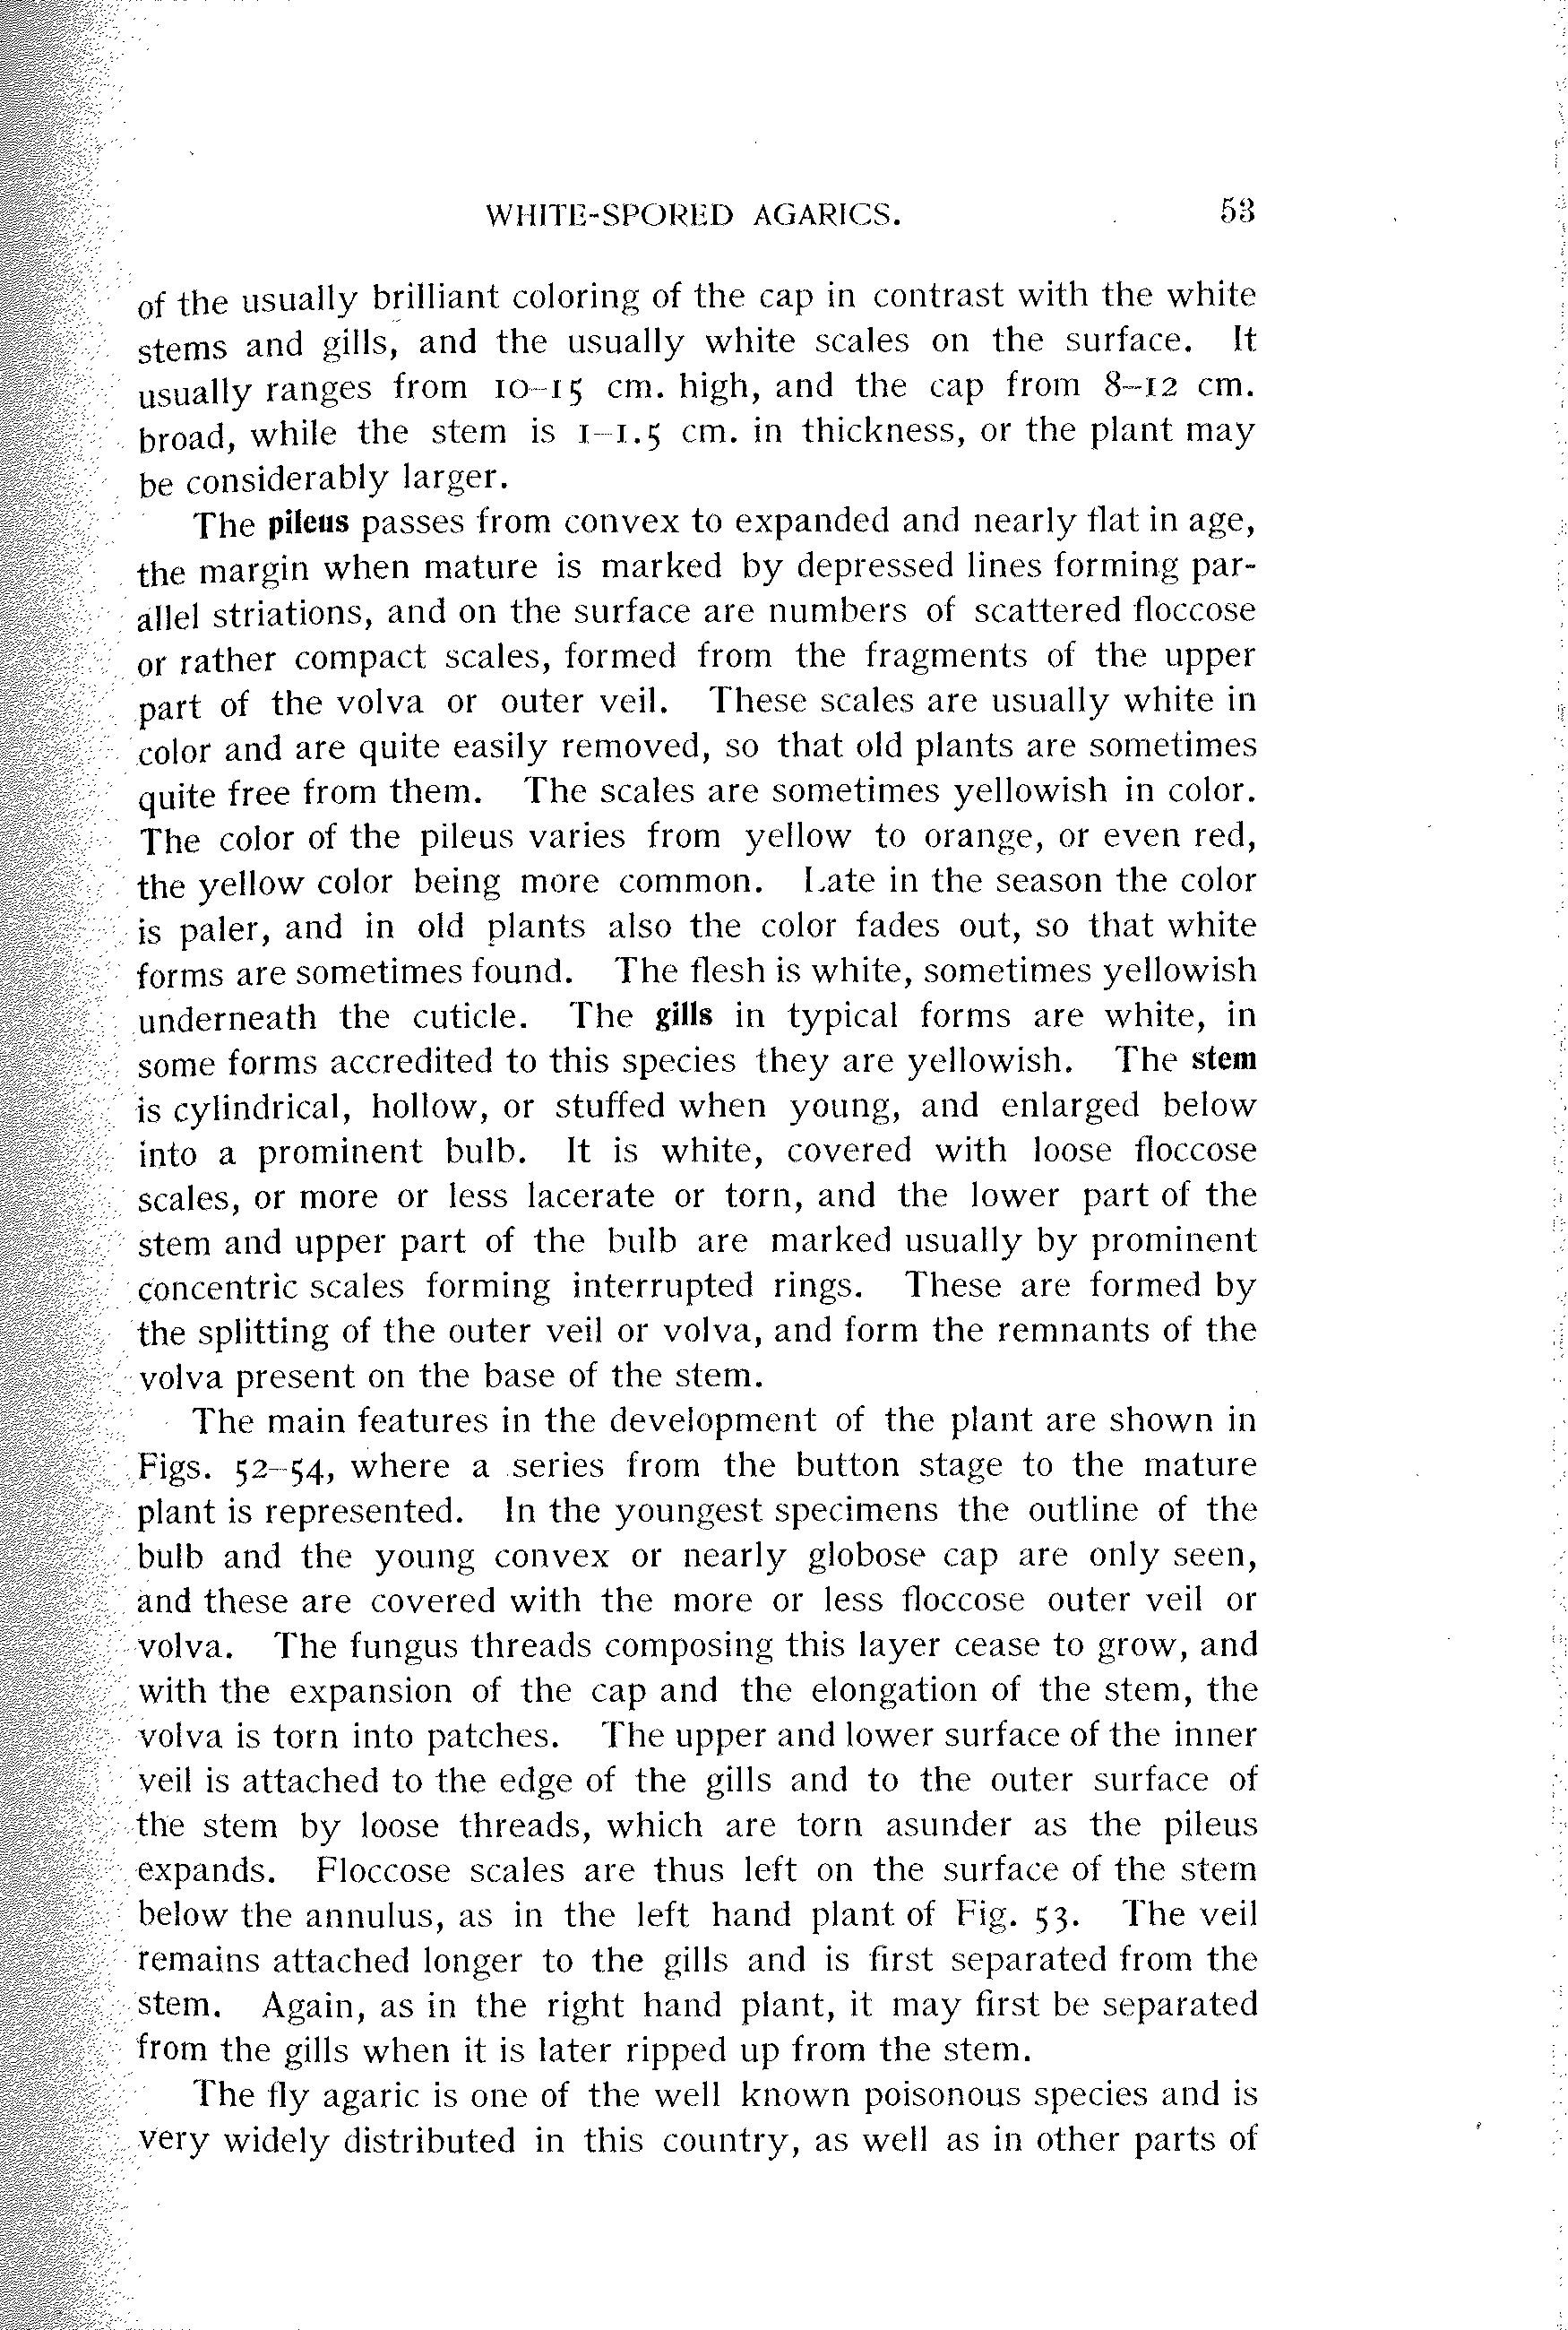 WHITE-SPORED AGARICS. 53
of the usually brilliant coloring of the cap in contrast with the white
stems and gills, and the usually white scales on the surface. It
usually ranges from 10–15 cm. high, and the cap from 8–12 cm.
broad, while the stem is 1–1.5 cm. in thickness, or the plant may
be considerably larger.
The pileus passes from convex to expanded and nearly flat in age,
the margin when mature is marked by depressed lines forming par-
allel striations, and on the surface are numbers of scattered floccose
or rather compact scales, formed from the fragments of the upper
part of the volva or outer veil. These scales are usually white in
color and are quite easily removed, so that old plants are sometimes
quite free from them. The scales are sometimes yellowish in color.
The color of the pileus varies from yellow to orange, or even red,
the yellow color being more common. Late in the season the color
is paler, and in old plants also the color fades out, so that white
forms are sometimes found. The flesh is white, sometimes yellowish
underneath the cuticle. The gills in typical forms are white, in
some forms accredited to this species they are yellowish. The stem
is cylindrical, hollow, or stuffed when young, and enlarged below
into a prominent bulb. It is white, covered with loose floccose
scales, or more or less lacerate or torn, and the lower part of the
stem and upper part of the bulb are marked usually by prominent
concentric scales forming interrupted rings. These are formed by
the splitting of the outer veil or volva, and form the remnants of the
volva present on the base of the stem.
The main features in the development of the plant are shown in
Figs. 52–54, where a series from the button stage to the mature
plant is represented. In the youngest specimens the outline of the
bulb and the young convex or nearly globose cap are only seen,
and these are covered with the more or less floccose outer veil or
volva. The fungus threads composing this layer cease to grow, and
with the expansion of the cap and the elongation of the stem, the
volva is torn into patches. The upper and lower surface of the inner
veil is attached to the edge of the gills and to the outer surface of
the stem by loose threads, which are torn asunder as the pileus
expands. Floccose scales are thus left on the surface of the stem
below the annulus, as in the left hand plant of Fig. 53. The veil
remains attached longer to the gills and is first separated from the
stem. Again, as in the right hand plant, it may first be separated
from the gills when it is later ripped up from the stem.
The fly agaric is one of the well known poisonous species and is
very widely distributed in this country, as well as in other parts of